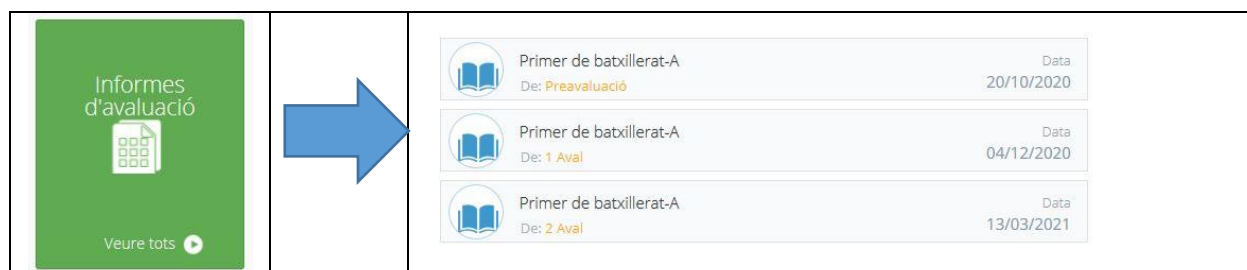 Informes
d'avaluació
Veure tots
Primer de batxillerat-A
De: Preavaluació
Data
20/10/2020
Primer de batxillerat-A
De: 1 Aval
Data
04/12/2020
Primer de batxillerat-A
De: 2 Aval
Data
13/03/2021